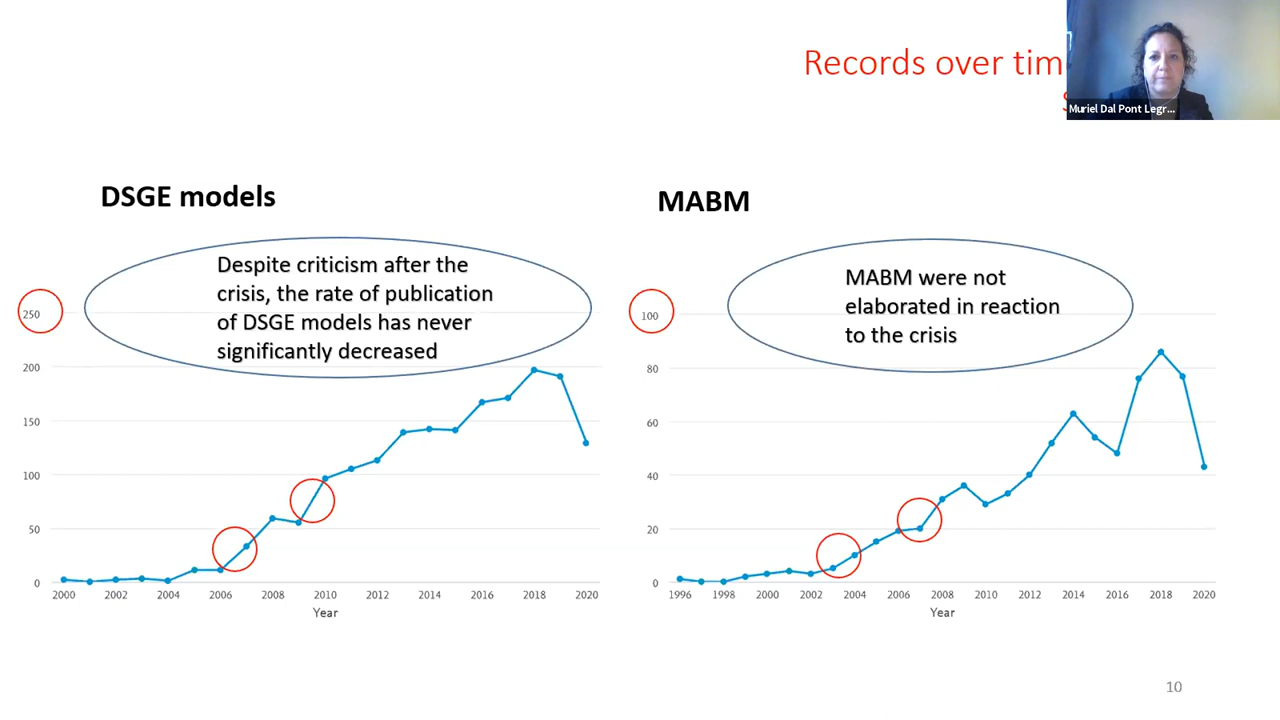 Records over tim
Muriel Dal Pont Legr...
DSGE models
MABM
Despite criticism after the
crisis, the rate of publication
of DSGE models has never
significantly decreased
MABM were not
elaborated in reaction
to the crisis
250
200
150
100
50
0
2000 2002 2004 2006 2008 2010 2012 2014 2016 2018 2020
Year
100
80
60
40
20
0
1996 1998 2000 2002 2004 2006 2008 2010 2012 2014 2016 2018 2020
Year
10